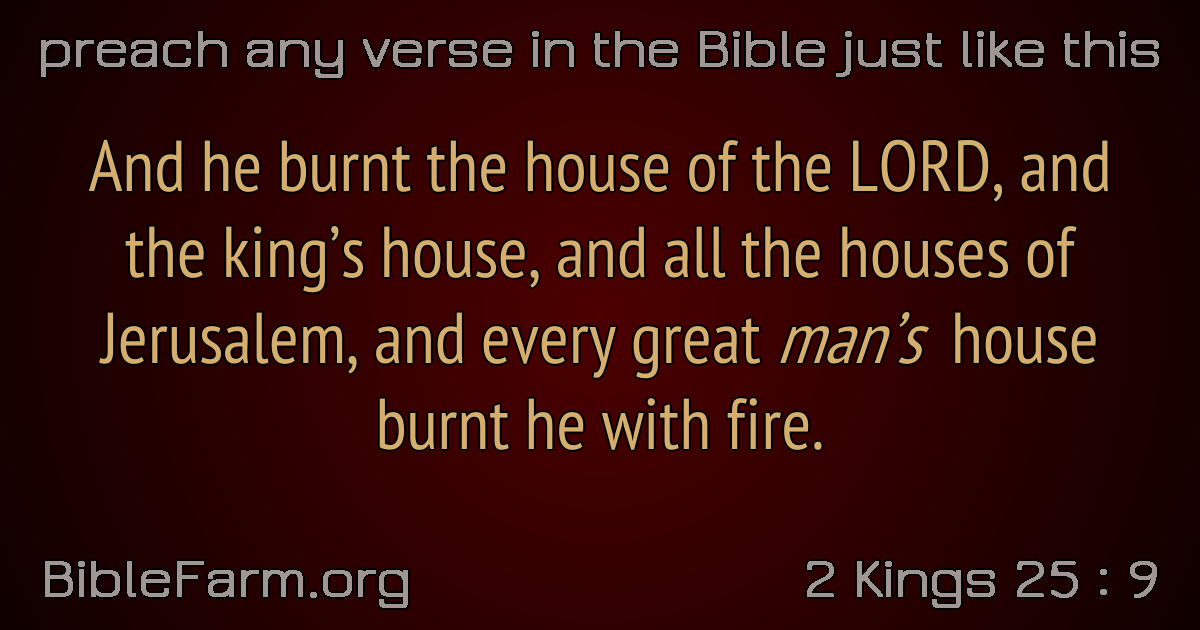 preach any verse in the Bible just like this
And he burnt the house of the LORD, and
the king’s house, and all the houses of
Jerusalem, and every great man’s house
burnt he with fire.
BibleFarm.org
2 Kings 25 : 9